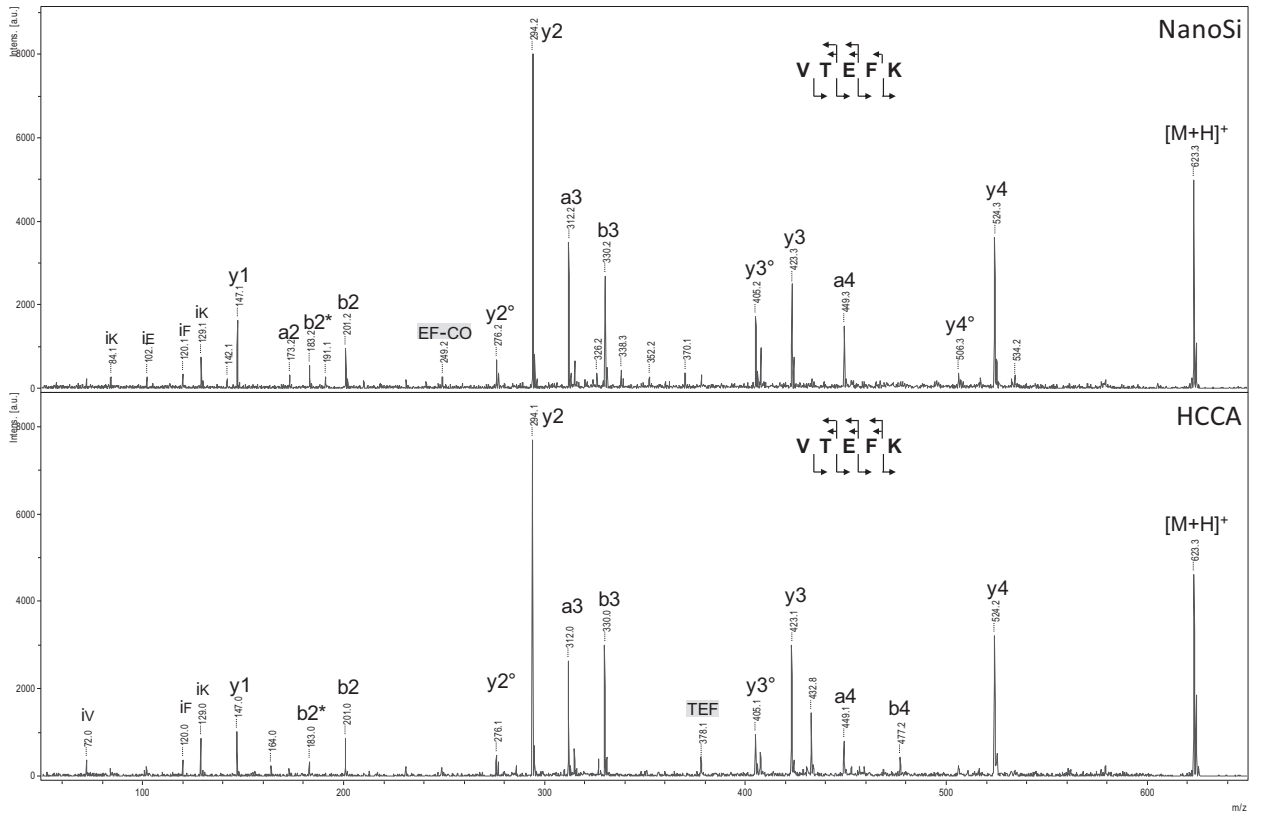 NanoSi
Intens. [a.u.]
8000
6000
4000
2000
0
V T E F K
[M+H]+
623.3
iK
84.1
iE
102.1
iF
120.1
iK
129.1
142.1
y1
147.1
a2
173.2
b2*
183.2
191.1
b2
201.2
EF-CO
249.2
y2°
276.2
y2
294.2
a3
312.2
326.2
b3
330.2
338.3
352.2
370.1
y3°
405.2
y3
423.3
a4
449.3
y4°
506.3
y4
524.3
534.2
HCCA
Intens. [a.u.]
8000
6000
4000
2000
0
V T E F K
[M+H]+
623.3
iV
72.0
iF
120.0
iK
129.0
y1
147.0
164.0
b2*
183.0
b2
201.0
y2°
276.1
y2
294.1
a3
312.0
b3
330.0
TEF
378.1
y3°
405.1
y3
423.1
432.8
a4
449.1
b4
477.2
y4
524.2
100 200 300 400 500 600
m/z